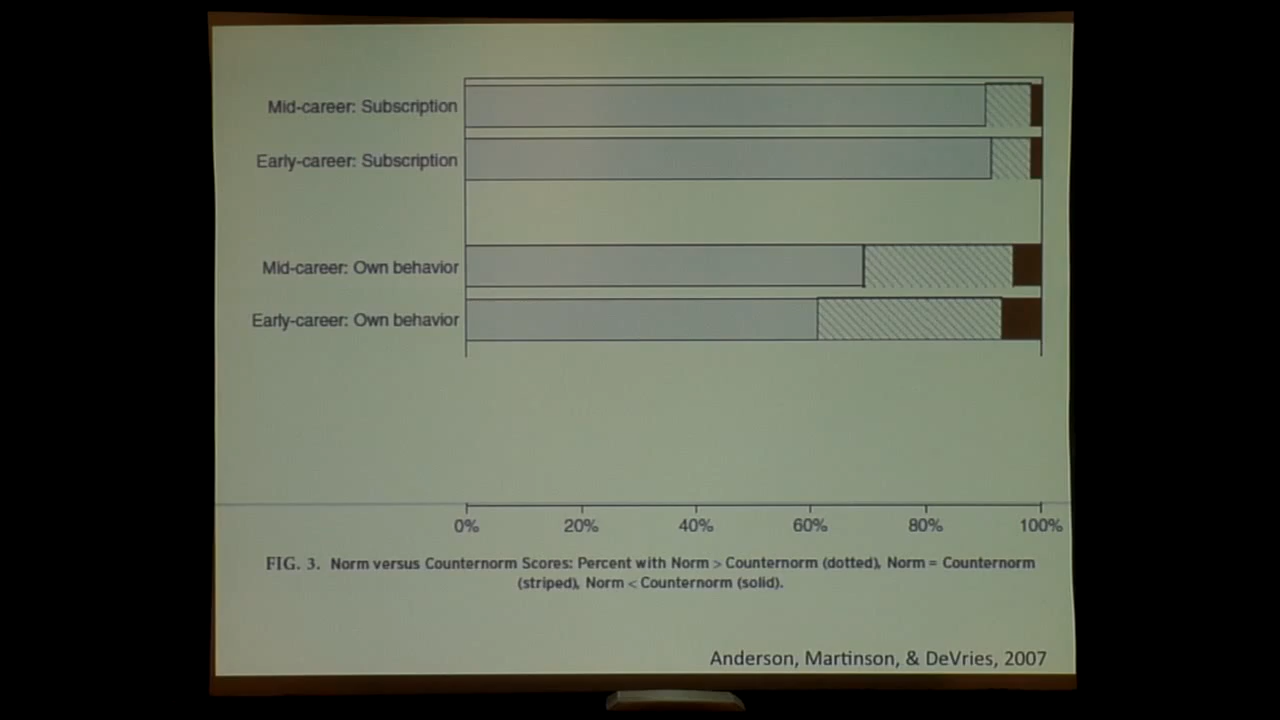 Mid-career: Subscription
Early-career: Subscription
Mid-career: Own behavior
Early-career: Own behavior
0% 20% 40% 60% 80% 100%
FIG. 3. Norm versus Counternorm Scores: Percent with Norm > Counternorm (dotted), Norm = Counternorm
(striped), Norm < Counternorm (solid).
Anderson, Martinson, & DeVries, 2007